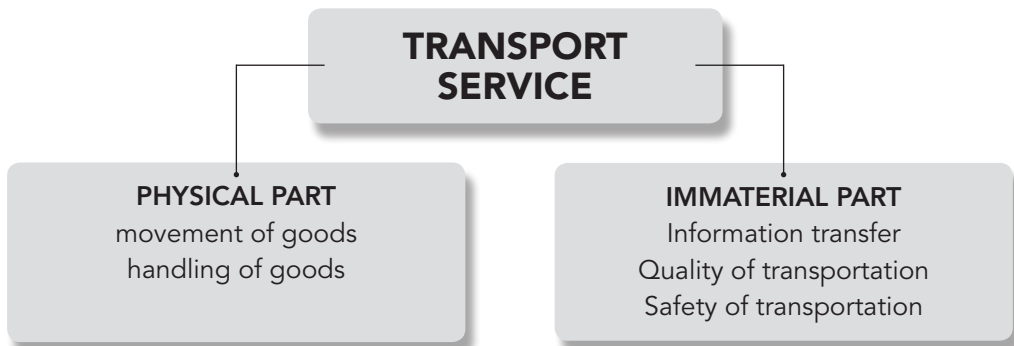 TRANSPORT
SERVICE
PHYSICAL PART
movement of goods
handling of goods
IMMATERIAL PART
Information transfer
Quality of transportation
Safety of transportation